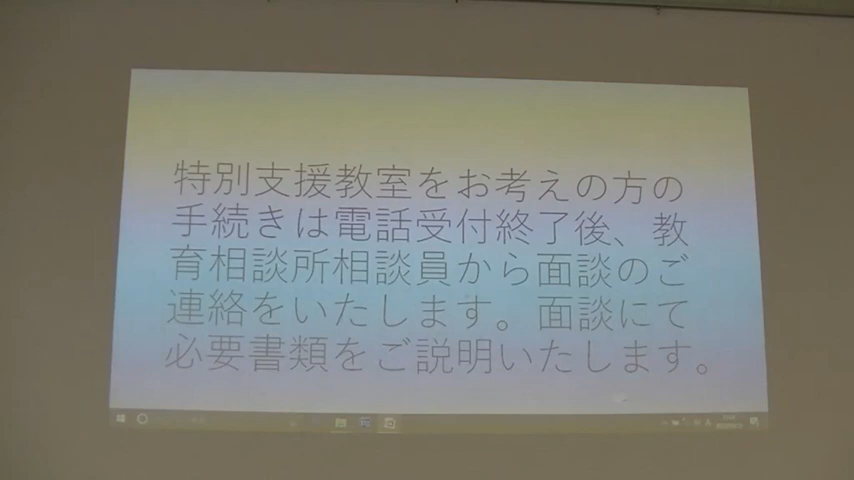 特別支援教室をお考えの方の
手続きは電話受付終了後、教
育相談所相談員から面談のご
連絡をいたします。面談にて
必要書類をご説明いたします。